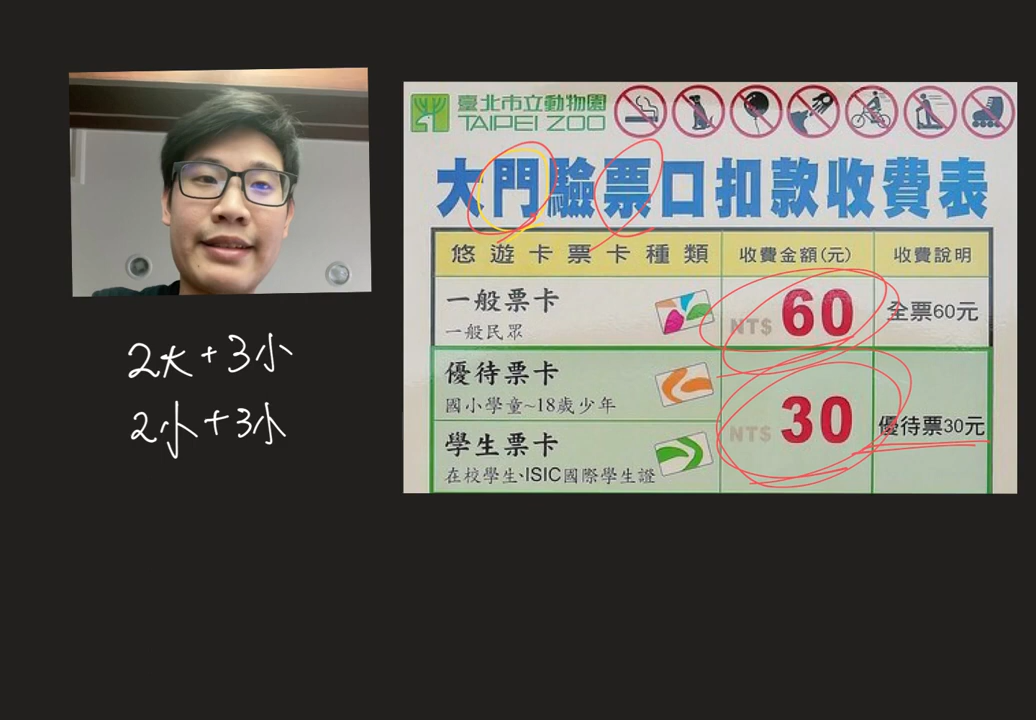 2大+3小
2小+3小
臺北市立動物園
TAIPEI ZOO
大門驗票口扣款收費表
悠遊卡票卡種類 收費金額(元) 收費說明
一般票卡
一般民眾
NT$ 60 全票60元
優待票卡
國小學童~18歲少年
NT$ 30 優待票30元
學生票卡
在校學生、ISIC國際學生證